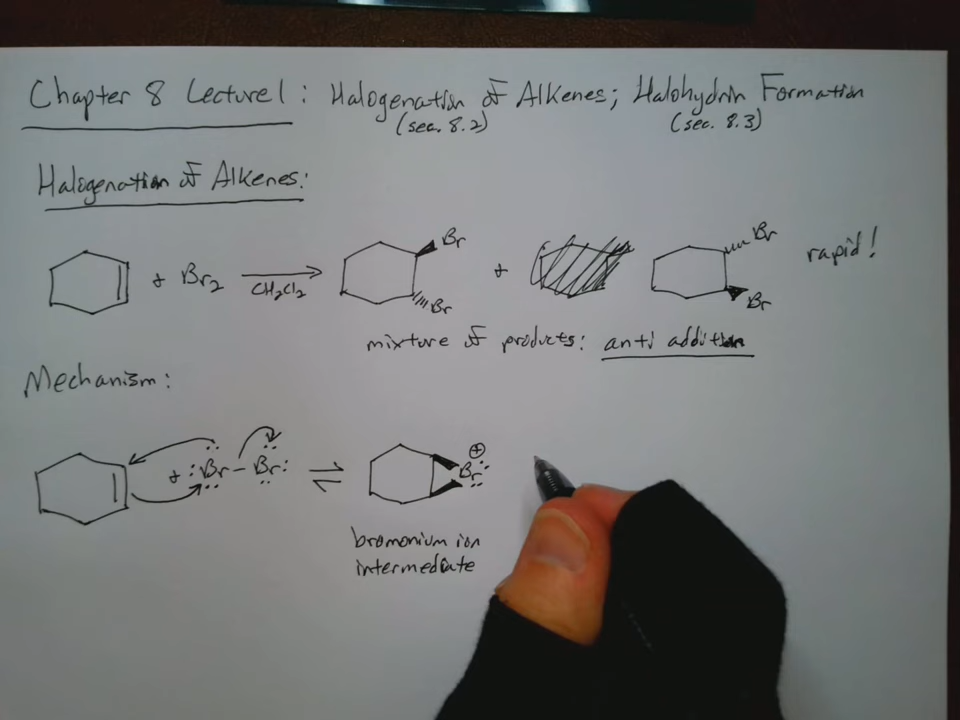 Chapter 8 Lecture 1: Halogenation of Alkenes; Halohydrin Formation
(sec. 8.2) (sec. 8.3)
Halogenation of Alkenes:
+ Br₂ CH₂Cl₂ Br Br + Br Br rapid!
mixture of products: anti addition
Mechanism:
+ :Br–Br: ⇌ Br ⊕
bromonium ion
intermediate